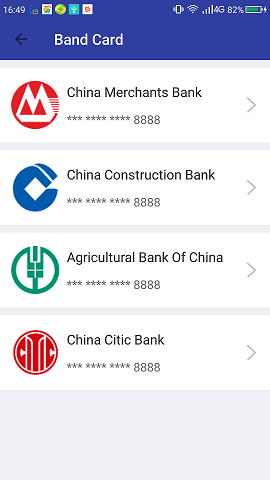 16:49 4G 82%
Band Card
China Merchants Bank
*** **** **** 8888
China Construction Bank
*** **** **** 8888
Agricultural Bank Of China
*** **** **** 8888
China Citic Bank
*** **** **** 8888